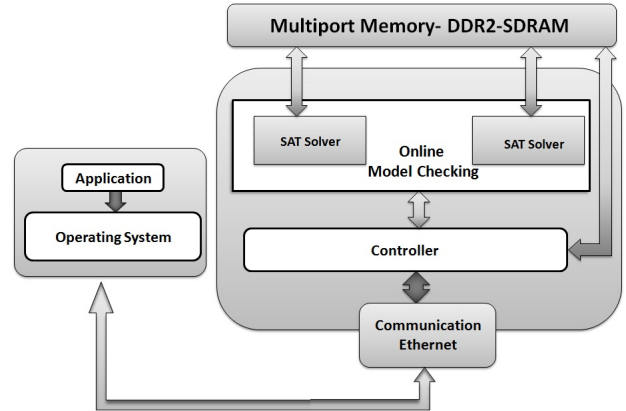 Multiport Memory- DDR2-SDRAM
SAT Solver
SAT Solver
Online
Model Checking
Application
Operating System
Controller
Communication
Ethernet